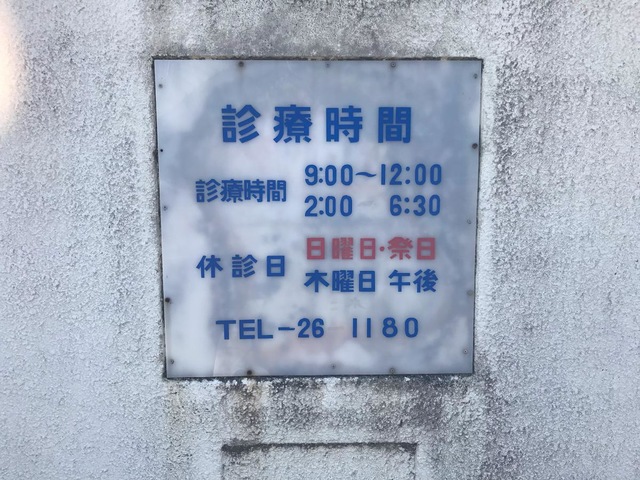 診療時間
診療時間 9:00～12:00
2:00 6:30
休診日 日曜日・祭日
木曜日 午後
TEL－26 1180